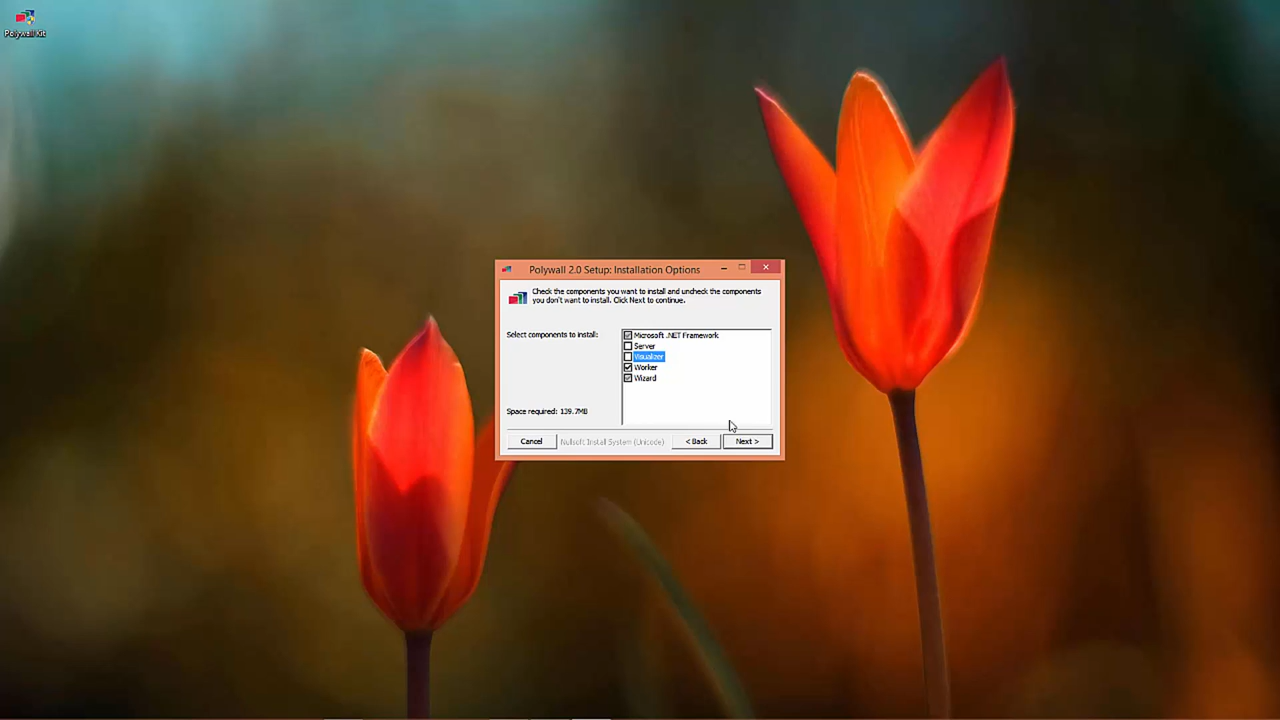 Polywall Kit
Polywall 2.0 Setup: Installation Options
Check the components you want to install and uncheck the components
you don't want to install. Click Next to continue.
Select components to install:
Microsoft .NET Framework
Server
Visualizer
Worker
Wizard
Space required: 139.7MB
Cancel
Nullsoft Install System (Unicode)
< Back
Next >